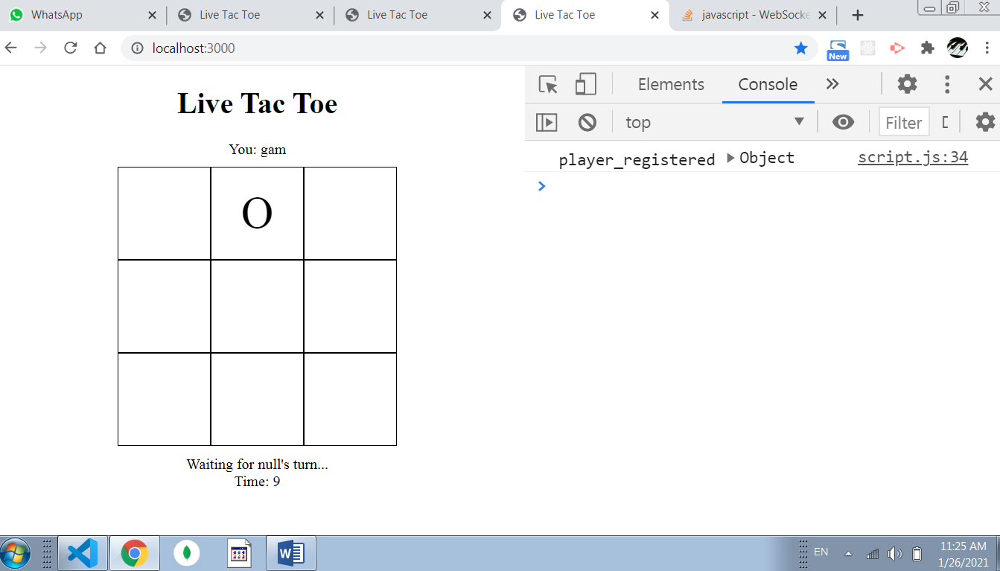 WhatsApp
Live Tac Toe
Live Tac Toe
Live Tac Toe
javascript - WebSocke
localhost:3000
New
Live Tac Toe
You: gam
O
Waiting for null's turn...
Time: 9
Elements
Console
top
Filter
player_registered Object
script.js:34
W
EN
11:25 AM
1/26/2021